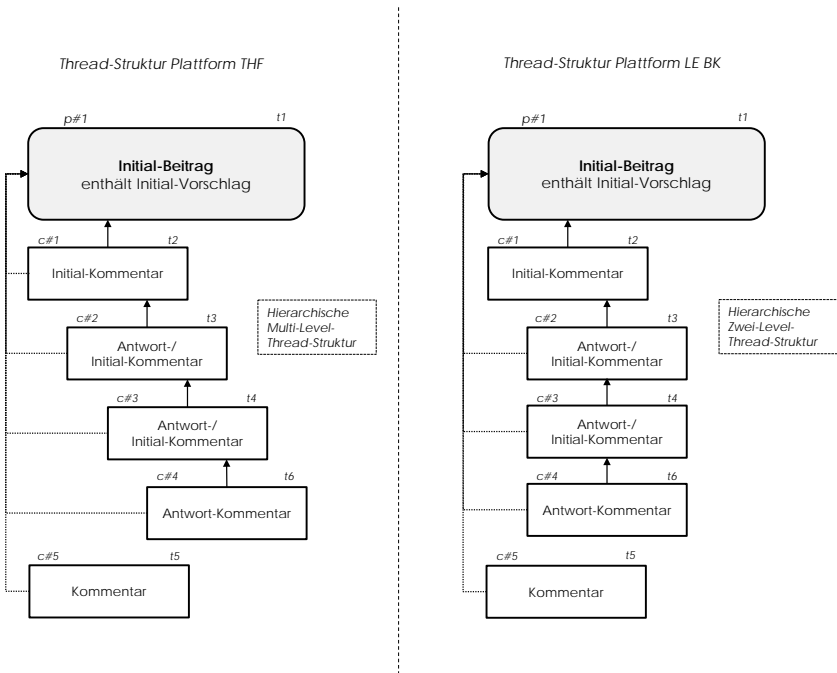 Thread-Struktur Plattform THF
p#1 t1
Initial-Beitrag
enthält Initial-Vorschlag
c#1 t2
Initial-Kommentar
c#2 t3
Antwort-/
Initial-Kommentar
Hierarchische
Multi-Level-
Thread-Struktur
c#3 t4
Antwort-/
Initial-Kommentar
c#4 t6
Antwort-Kommentar
c#5 t5
Kommentar
Thread-Struktur Plattform LE BK
p#1 t1
Initial-Beitrag
enthält Initial-Vorschlag
c#1 t2
Initial-Kommentar
c#2 t3
Antwort-/
Initial-Kommentar
Hierarchische
Zwei-Level-
Thread-Struktur
c#3 t4
Antwort-/
Initial-Kommentar
c#4 t6
Antwort-Kommentar
c#5 t5
Kommentar